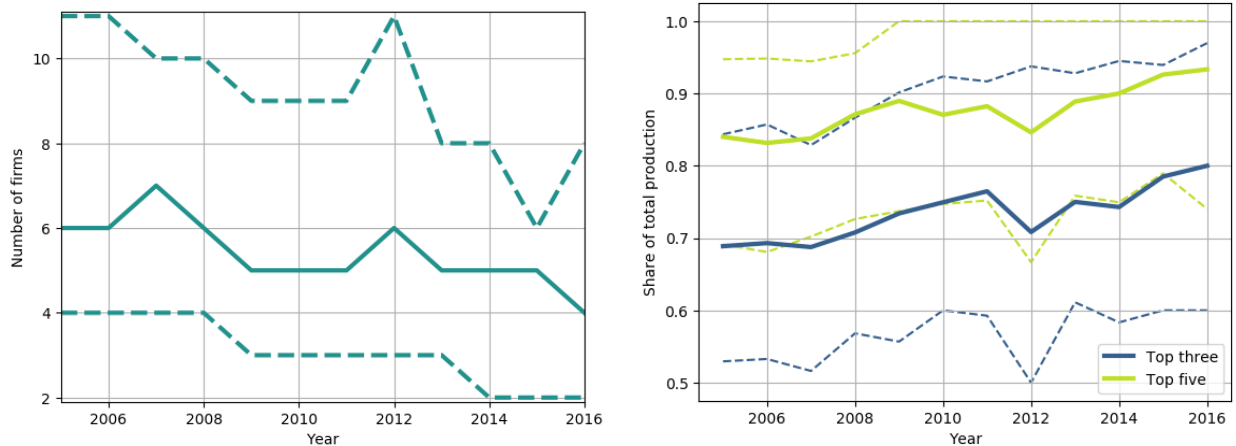 Number of firms
10
8
6
4
2
2006 2008 2010 2012 2014 2016
Year
Share of total production
1.0
0.9
0.8
0.7
0.6
0.5
2006 2008 2010 2012 2014 2016
Year
Top three
Top five